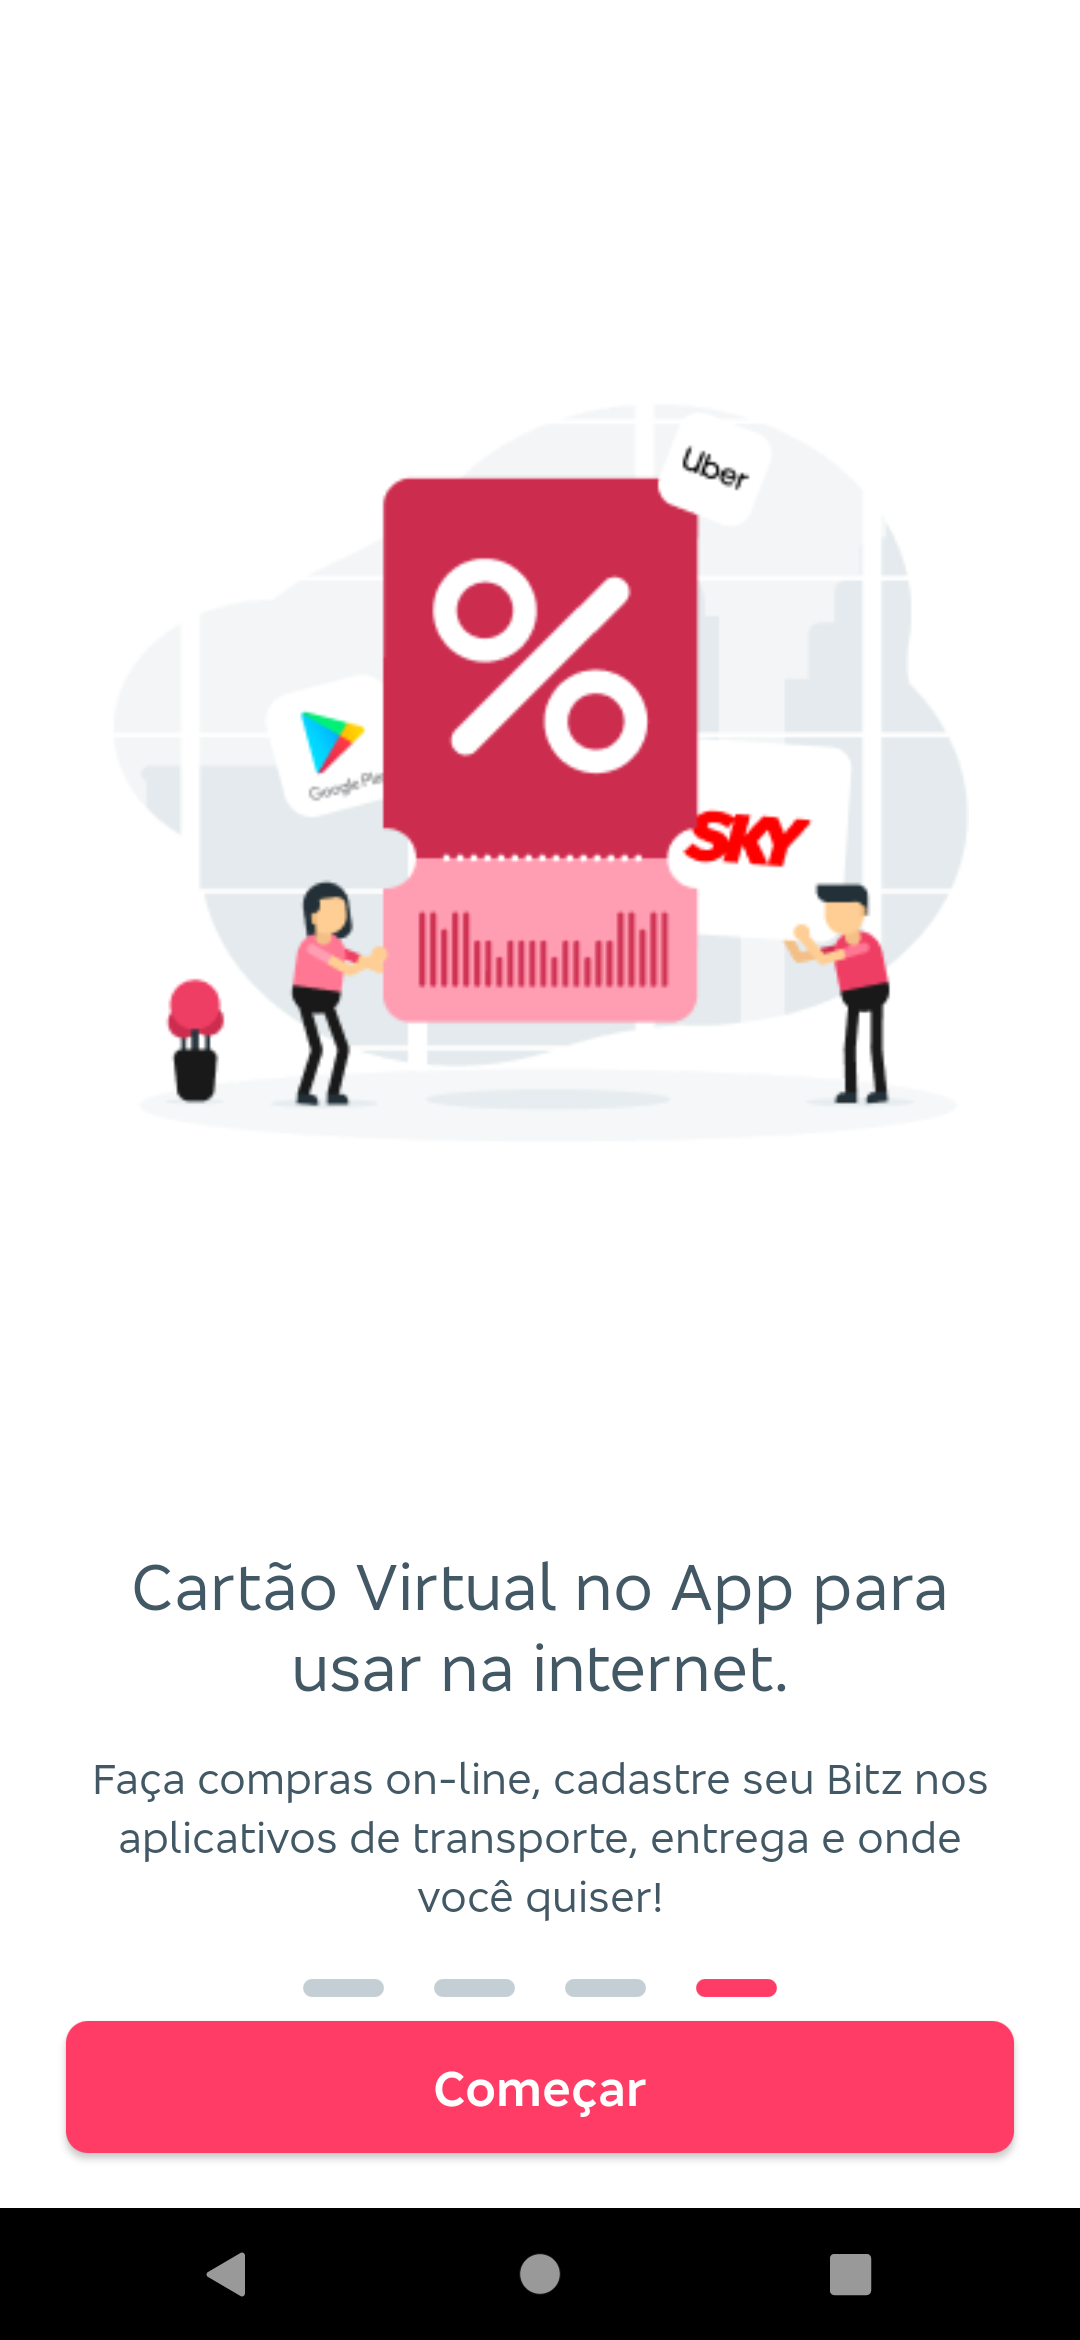 Uber
%
Google Play
SKY
Cartão Virtual no App para
usar na internet.
Faça compras on-line, cadastre seu Bitz nos
aplicativos de transporte, entrega e onde
você quiser!
Começar